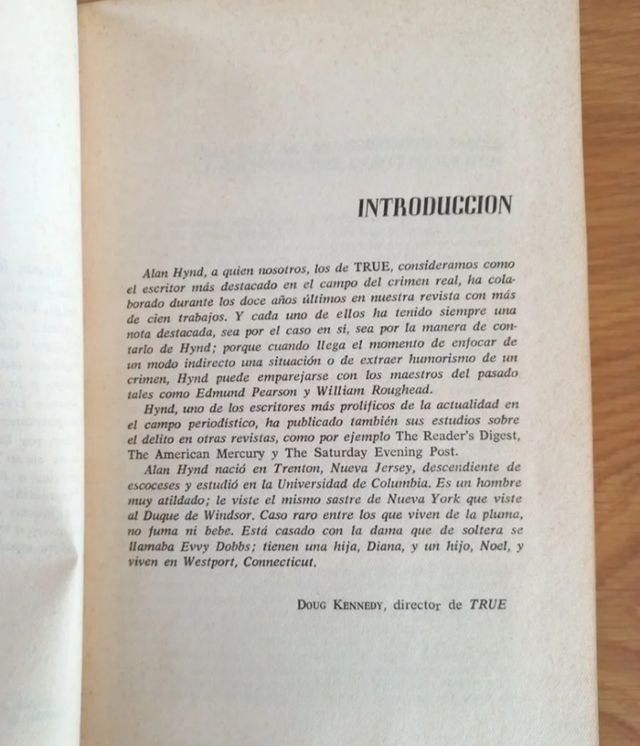 INTRODUCCION
Alan Hynd, a quien nosotros, los de TRUE, consideramos como
el escritor más destacado en el campo del crimen real, ha cola-
borado durante los doce años últimos en nuestra revista con más
de cien trabajos. Y cada uno de ellos ha tenido siempre una
nota destacada, sea por el caso en sí, sea por la manera de con-
tarlo de Hynd; porque cuando llega el momento de enfocar de
un modo indirecto una situación o de extraer humorismo de un
crimen, Hynd puede emparejarse con los maestros del pasado
tales como Edmund Pearson y William Roughead.
Hynd, uno de los escritores más prolíficos de la actualidad en
el campo periodístico, ha publicado también sus estudios sobre
el delito en otras revistas, como por ejemplo The Reader's Digest,
The American Mercury y The Saturday Evening Post.
Alan Hynd nació en Trenton, Nueva Jersey, descendiente de
escoceses y estudió en la Universidad de Columbia. Es un hombre
muy atildado; le viste el mismo sastre de Nueva York que viste
al Duque de Windsor. Caso raro entre los que viven de la pluma,
no fuma ni bebe. Está casado con la dama que de soltera se
llamaba Evvy Dobbs; tienen una hija, Diana, y un hijo, Noel, y
viven en Westport, Connecticut.
DOUG KENNEDY, director de TRUE